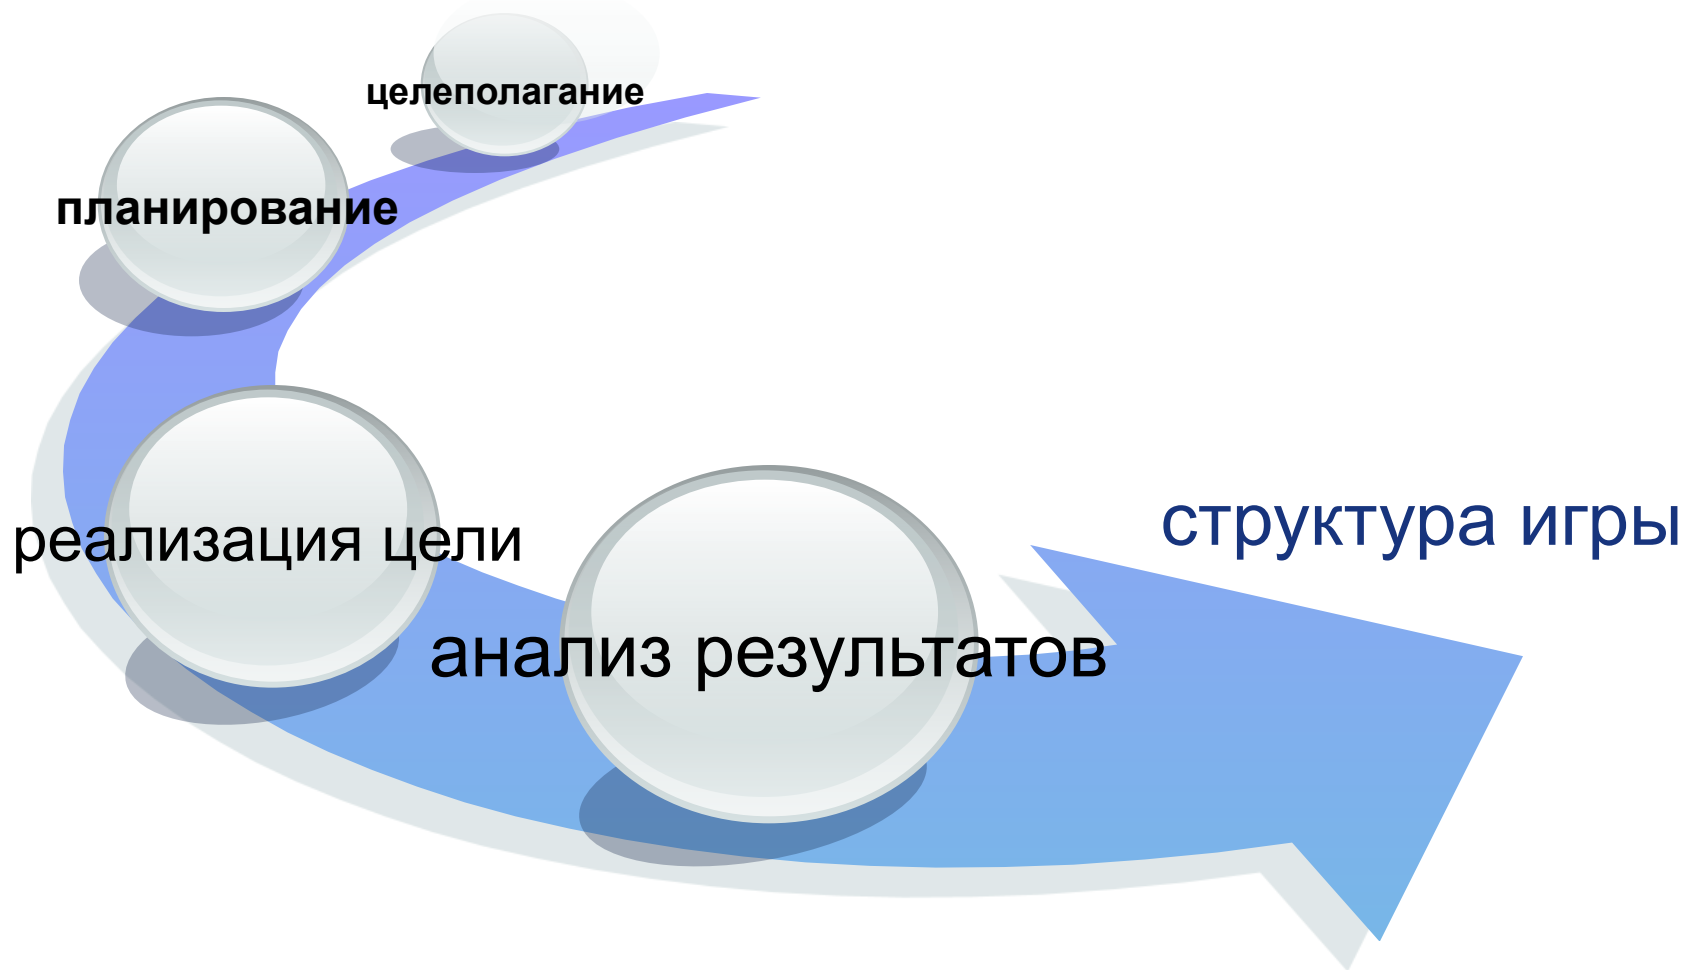 целеполагание
планирование
реализация цели
анализ результатов
структура игры